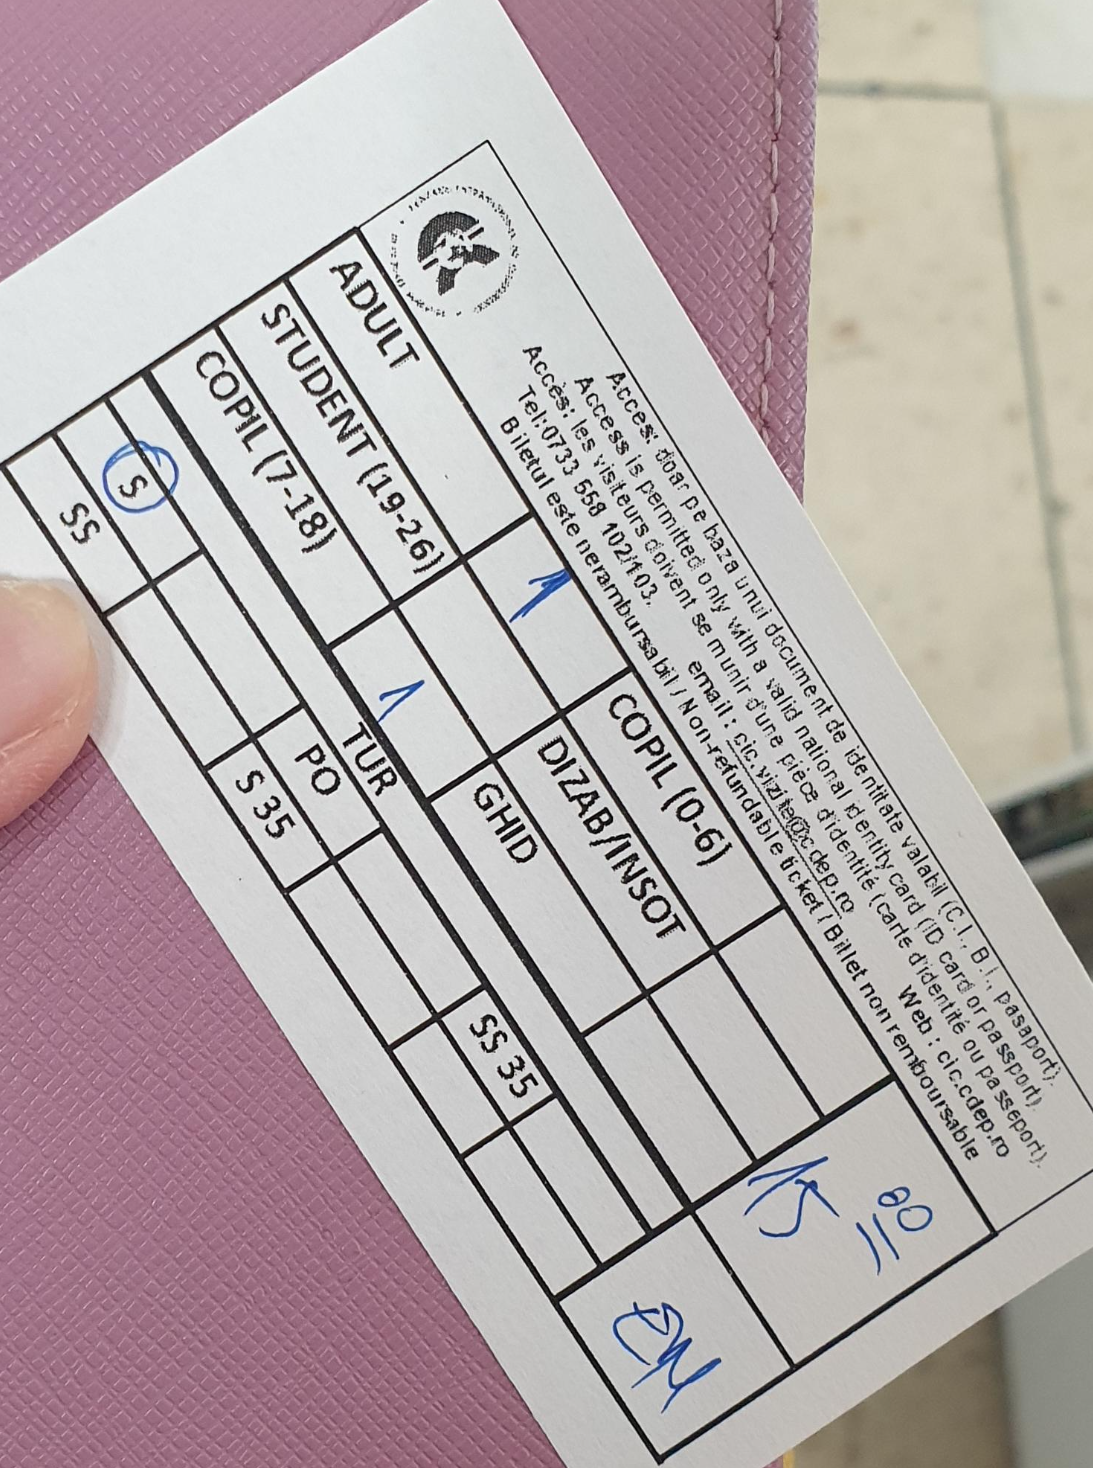 Acces: doar pe baza unui document de identitate valabil (C.I., B.I., pasaport).
Access is permitted only with a valid national identity card (ID card or passport).
Accès: les visiteurs doivent se munir d'une pièce d'identité (carte d'identité ou passeport).
Tel:0733 558 102/103. email : cic.vizite@cdep.ro Web : cic.cdep.ro
Biletul este nerambursabil / Non-refundable ticket / Billet non remboursable
ADULT 1 COPIL (0-6)
STUDENT (19-26) DIZAB/INSOT
COPIL (7-18) 1 GHID
15 00
TUR
S PO SS 35
SS S 35
EN